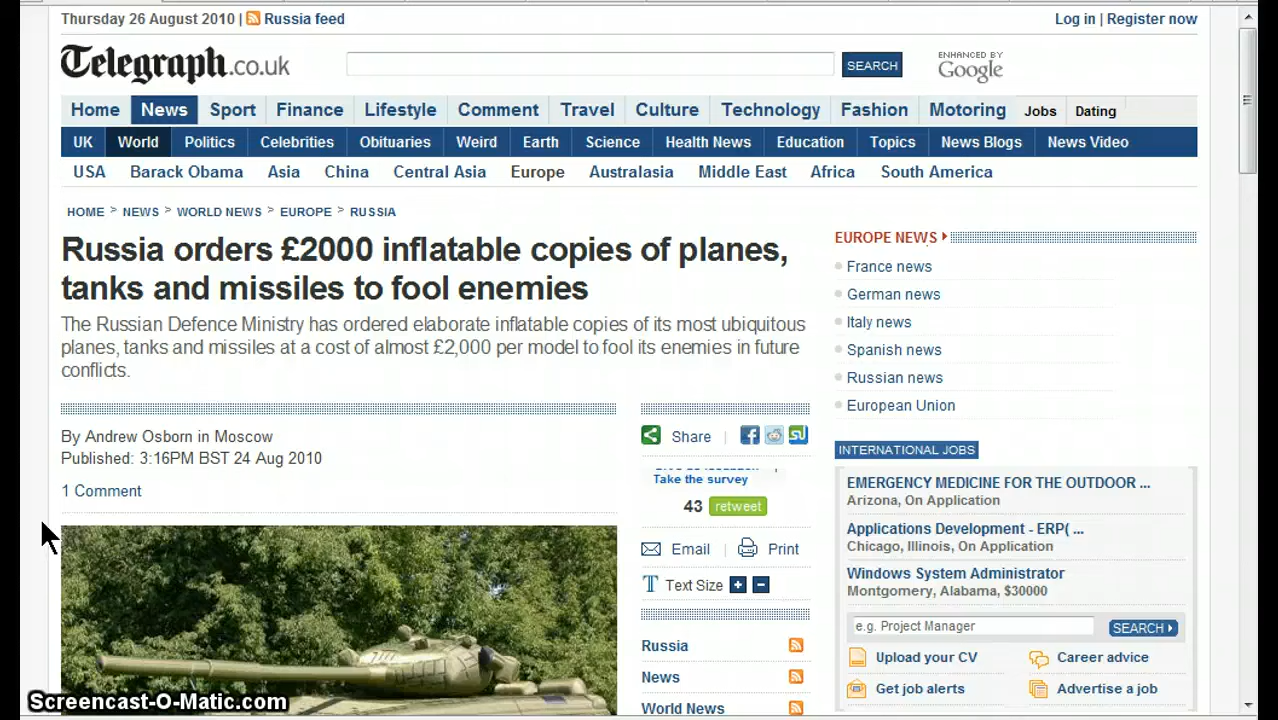 Thursday 26 August 2010 | Russia feed
Log in | Register now
Telegraph.co.uk
SEARCH
ENHANCED BY
Google
Home News Sport Finance Lifestyle Comment Travel Culture Technology Fashion Motoring Jobs Dating
UK World Politics Celebrities Obituaries Weird Earth Science Health News Education Topics News Blogs News Video
USA Barack Obama Asia China Central Asia Europe Australasia Middle East Africa South America
HOME > NEWS > WORLD NEWS > EUROPE > RUSSIA
Russia orders £2000 inflatable copies of planes,
tanks and missiles to fool enemies
The Russian Defence Ministry has ordered elaborate inflatable copies of its most ubiquitous
planes, tanks and missiles at a cost of almost £2,000 per model to fool its enemies in future
conflicts.
By Andrew Osborn in Moscow
Published: 3:16PM BST 24 Aug 2010
1 Comment
Share
Take the survey
43 retweet
Email | Print
Text Size + -
Russia
News
World News
EUROPE NEWS
France news
German news
Italy news
Spanish news
Russian news
European Union
INTERNATIONAL JOBS
EMERGENCY MEDICINE FOR THE OUTDOOR ...
Arizona, On Application
Applications Development - ERP( ...
Chicago, Illinois, On Application
Windows System Administrator
Montgomery, Alabama, $30000
e.g. Project Manager
SEARCH
Upload your CV
Career advice
Get job alerts
Advertise a job
Screencast-O-Matic.com